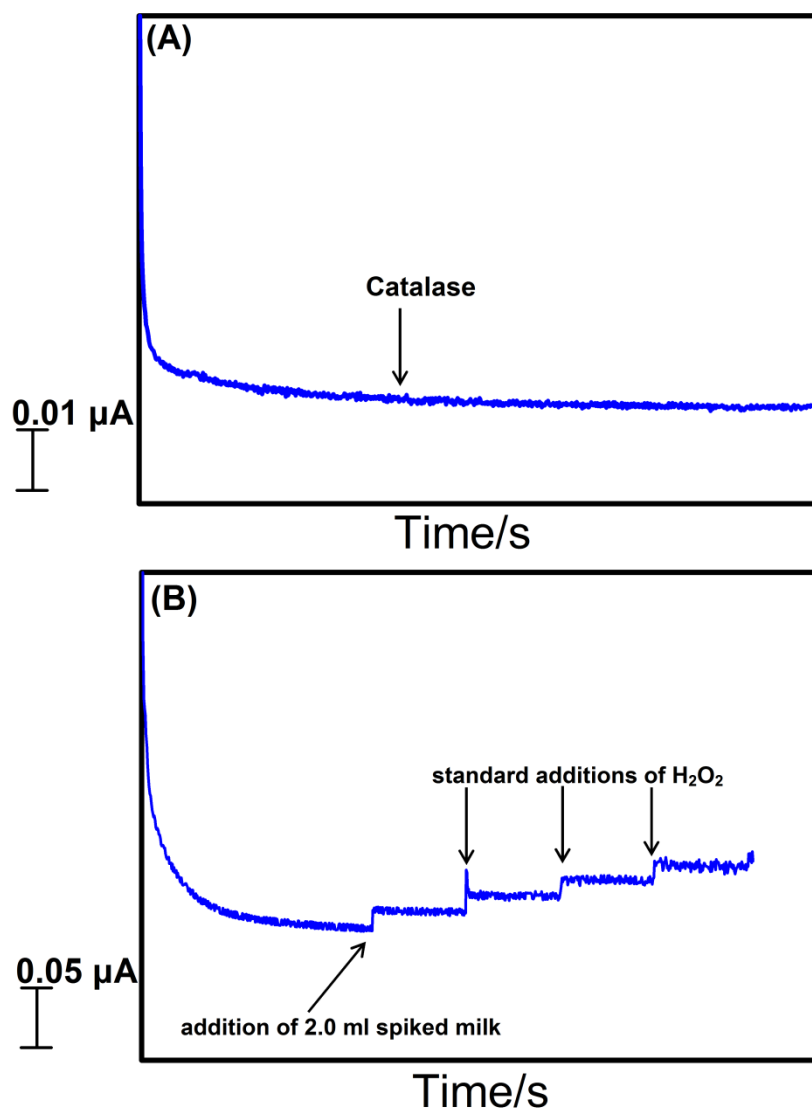 (A)
Catalase
0.01 µA
Time/s
(B)
standard additions of H₂O₂
0.05 µA
addition of 2.0 ml spiked milk
Time/s